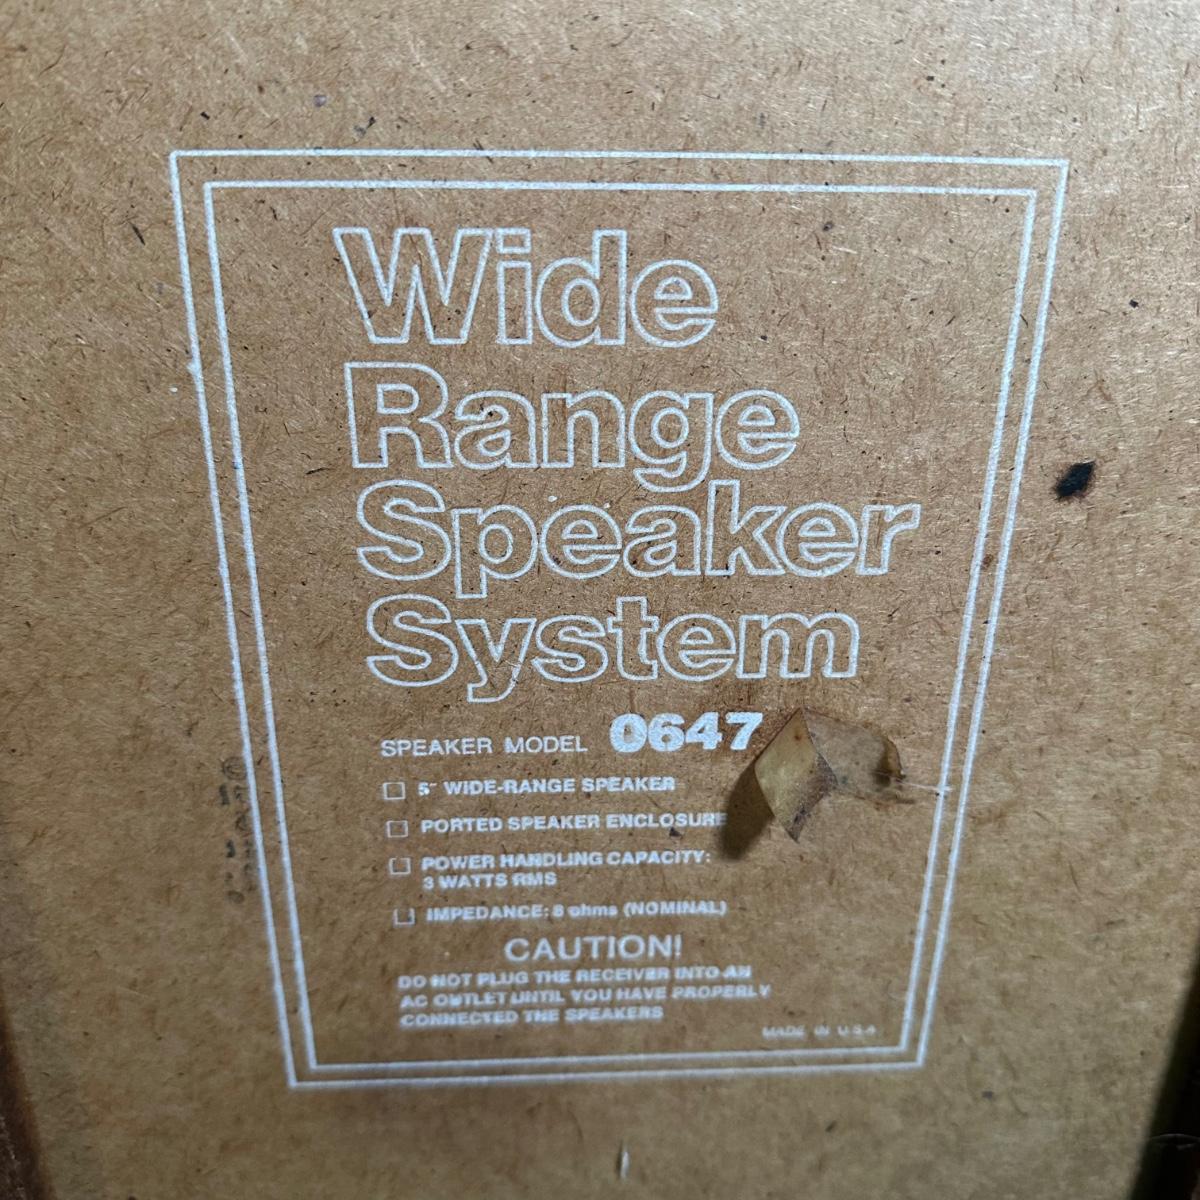 Wide
Range
Speaker
System
SPEAKER MODEL 0647
5" WIDE-RANGE SPEAKER
PORTED SPEAKER ENCLOSURE
POWER HANDLING CAPACITY:
3 WATTS RMS
IMPEDANCE: 8 ohms (NOMINAL)
CAUTION!
DO NOT PLUG THE RECEIVER INTO AN
AC OUTLET UNTIL YOU HAVE PROPERLY
CONNECTED THE SPEAKERS
MADE IN U.S.A